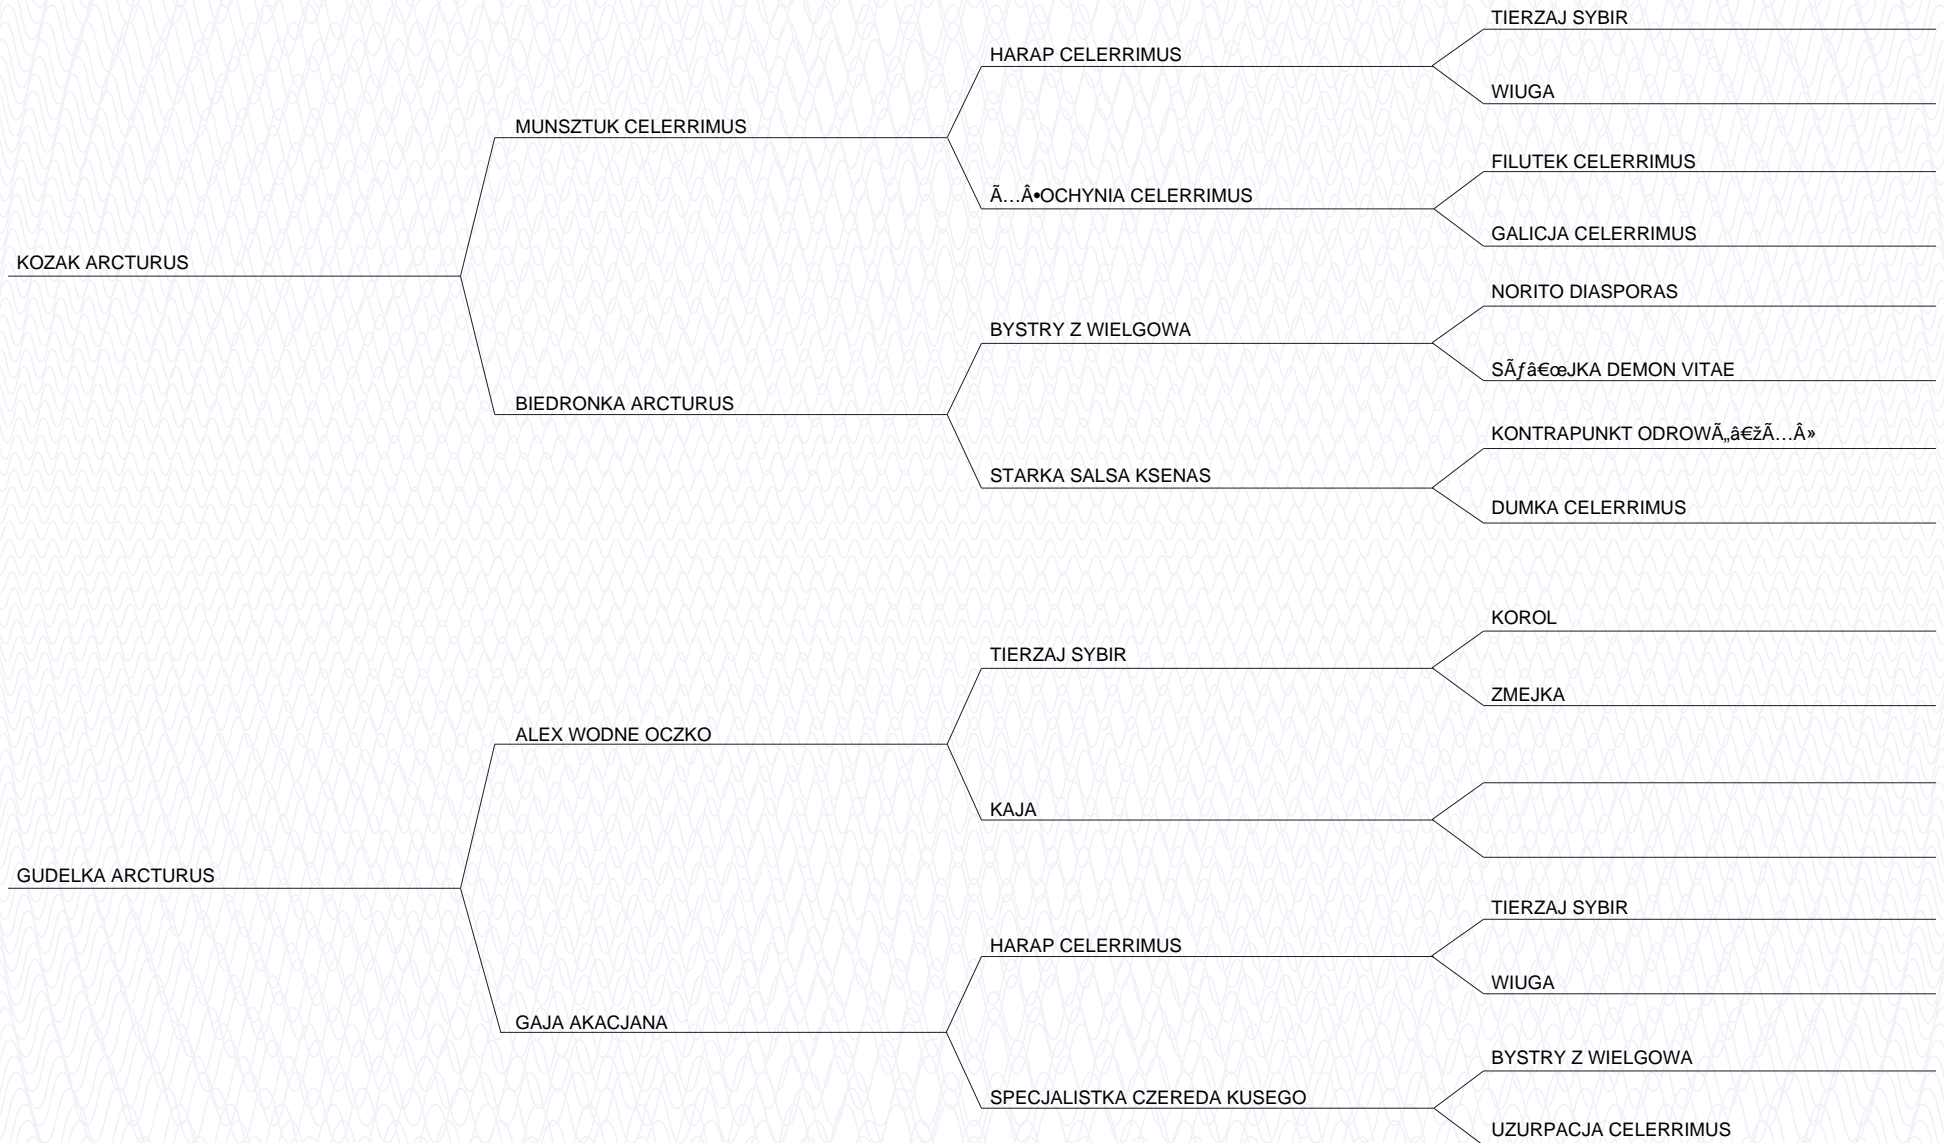 TIERZAJ SYBIR
HARAP CELERRIMUS
WIUGA
MUNSZTUK CELERRIMUS
FILUTEK CELERRIMUS
Ã…Â•OCHYNIA CELERRIMUS
GALICJA CELERRIMUS
KOZAK ARCTURUS
NORITO DIASPORAS
BYSTRY Z WIELGOWA
SÃƒâ€œJKA DEMON VITAE
BIEDRONKA ARCTURUS
KONTRAPUNKT ODROWÃ„â€žÃ…Â»
STARKA SALSA KSENAS
DUMKA CELERRIMUS
KOROL
TIERZAJ SYBIR
ZMEJKA
ALEX WODNE OCZKO
KAJA
GUDELKA ARCTURUS
TIERZAJ SYBIR
HARAP CELERRIMUS
WIUGA
GAJA AKACJANA
BYSTRY Z WIELGOWA
SPECJALISTKA CZEREDA KUSEGO
UZURPACJA CELERRIMUS